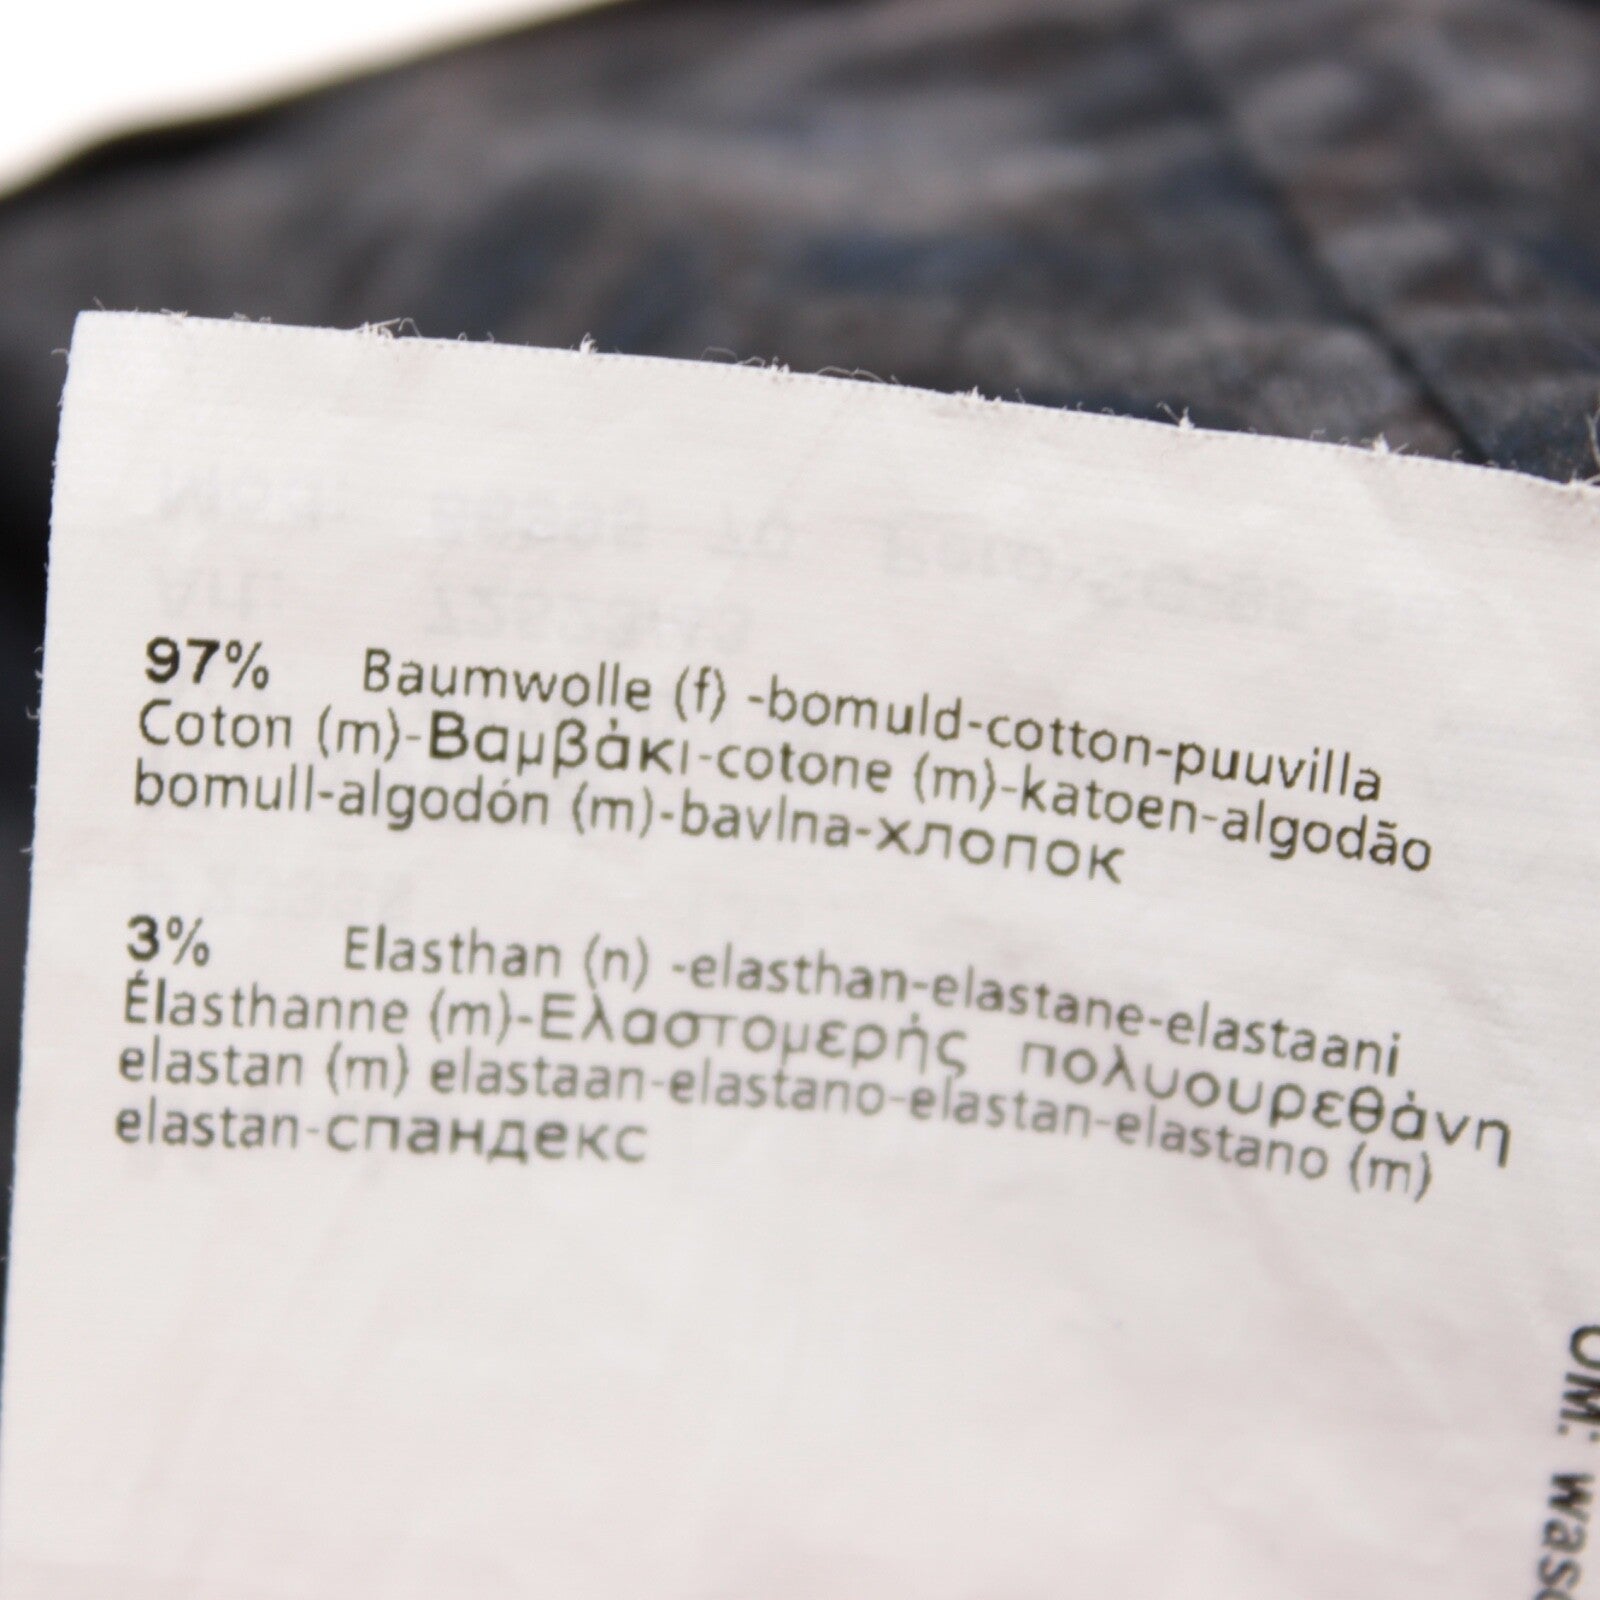 97% Baumwolle (f) -bomuld-cotton-puuvilla
Coton (m)-Βαμβάκι-cotone (m)-katoen-algodão
bomull-algodón (m)-bavlna-хлопок
3% Elasthan (n) -elasthan-elastane-elastaani
Élasthanne (m)-Ελαστομερής πολυουρεθάνη
elastan (m) elastaan-elastano-elastan-elastano (m)
elastan-спандекс